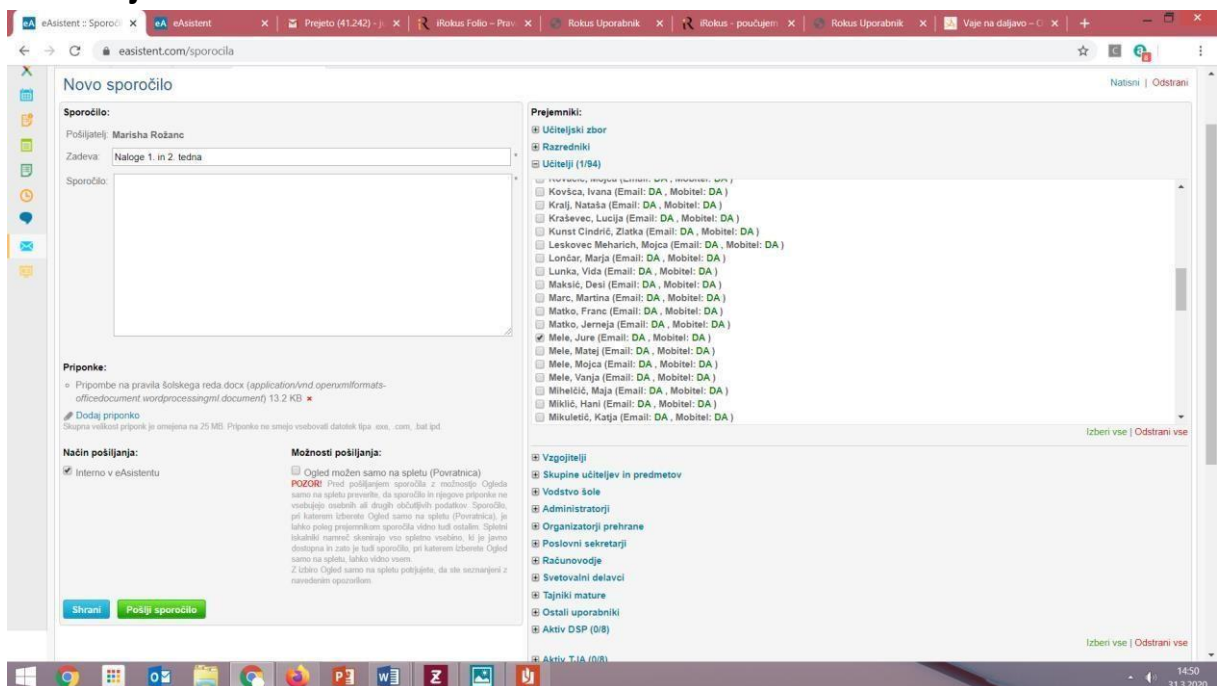 eAsistent :: Sporoč
eAsistent
Prejeto (41.242) - j
iRokus Folio – Prav
Rokus Uporabnik
iRokus - poučujem
Rokus Uporabnik
Vaje na daljavo – O
easistent.com/sporocila
Novo sporočilo
Natisni | Odstrani
Sporočilo:
Pošiljatelj: Marisha Rožanc
Zadeva: Naloge 1. in 2. tedna *
Sporočilo: *
Priponke:
Pripombe na pravila šolskega reda docx (application/vnd.openxmlformats-
officedocument.wordprocessingml.document) 13.2 KB
Dodaj priponko
Skupna velikost priponk je omejena na 25 MB. Priponke ne smejo vsebovati datotek tipa .exe, .com, .bat ipd.
Način pošiljanja:
Interno v eAsistentu
Možnosti pošiljanja:
Ogled možen samo na spletu (Povratnica)
POZOR! Pred pošiljanjem sporočila z možnostjo Ogleda
samo na spletu preverite, da sporočilo in njegove priponke ne
vsebujejo osebnih ali drugih občutljivih podatkov. Sporočilo,
pri katerem izberete Ogled samo na spletu (Povratnica), je
lahko poleg prejemnikom sporočila vidno tudi ostalim. Spletni
iskalniki namreč skenirajo vso spletno vsebino, ki je javno
dostopna in zato je tudi sporočilo, pri katerem izberete Ogled
samo na spletu, lahko vidno vsem.
Z izbiro Ogled samo na spletu potrjujete, da ste seznanjeni z
navedenim opozorilom.
Shrani
Pošlji sporočilo
Prejemniki:
Učiteljski zbor
Razredniki
Učitelji (1/94)
Kovšca, Ivana (Email: DA , Mobitel: DA )
Kralj, Nataša (Email: DA , Mobitel: DA )
Kraševec, Lucija (Email: DA , Mobitel: DA )
Kunst Cindrič, Zlatka (Email: DA , Mobitel: DA )
Leskovec Meharich, Mojca (Email: DA , Mobitel: DA )
Lončar, Marja (Email: DA , Mobitel: DA )
Lunka, Vida (Email: DA , Mobitel: DA )
Maksić, Desi (Email: DA , Mobitel: DA )
Marc, Martina (Email: DA , Mobitel: DA )
Matko, Franc (Email: DA , Mobitel: DA )
Matko, Jerneja (Email: DA , Mobitel: DA )
Mele, Jure (Email: DA , Mobitel: DA )
Mele, Matej (Email: DA , Mobitel: DA )
Mele, Mojca (Email: DA , Mobitel: DA )
Mele, Vanja (Email: DA , Mobitel: DA )
Mihelčič, Maja (Email: DA , Mobitel: DA )
Miklič, Hani (Email: DA , Mobitel: DA )
Mikuletič, Katja (Email: DA , Mobitel: DA )
Izberi vse | Odstrani vse
Vzgojitelji
Skupine učiteljev in predmetov
Vodstvo šole
Administratorji
Organizatorji prehrane
Poslovni sekretarji
Računovodje
Svetovalni delavci
Tajniki mature
Ostali uporabniki
Aktiv DSP (0/8)
Izberi vse | Odstrani vse
Aktiv TJA (0/8)
14:50
31.3.2020